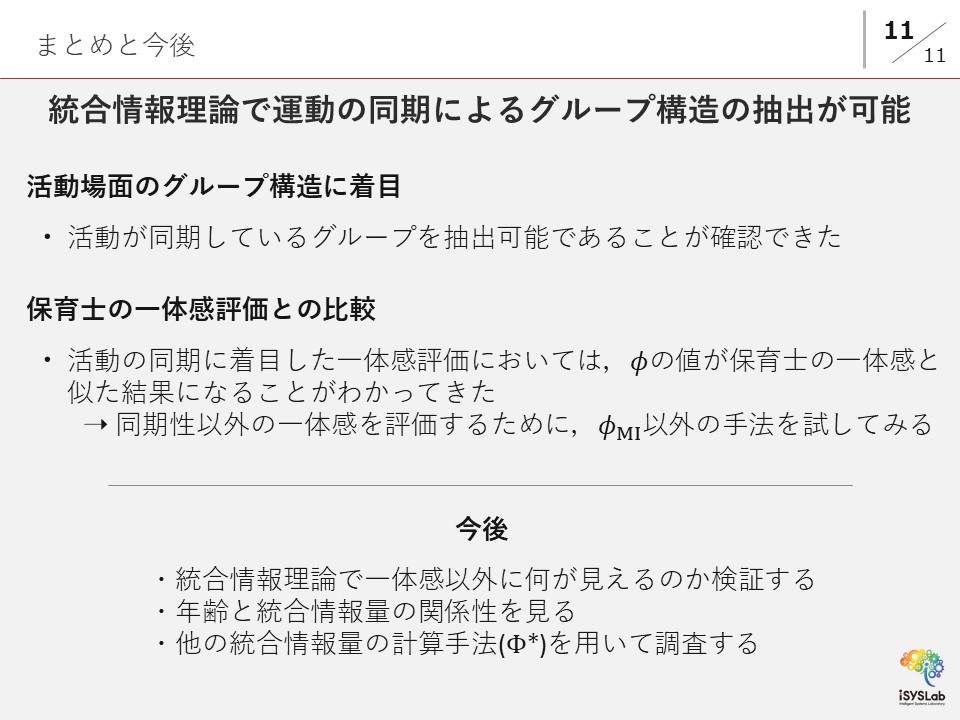 まとめと今後
11
11
統合情報理論で運動の同期によるグループ構造の抽出が可能
活動場面のグループ構造に着目
・ 活動が同期しているグループを抽出可能であることが確認できた
保育士の一体感評価との比較
・ 活動の同期に着目した一体感評価においては，𝜙の値が保育士の一体感と
似た結果になることがわかってきた
→ 同期性以外の一体感を評価するために，𝜙MI以外の手法を試してみる
今後
・統合情報理論で一体感以外に何が見えるのか検証する
・年齢と統合情報量の関係性を見る
・他の統合情報量の計算手法(Φ*)を用いて調査する
iSYSLab
Intelligent Systems Laboratory